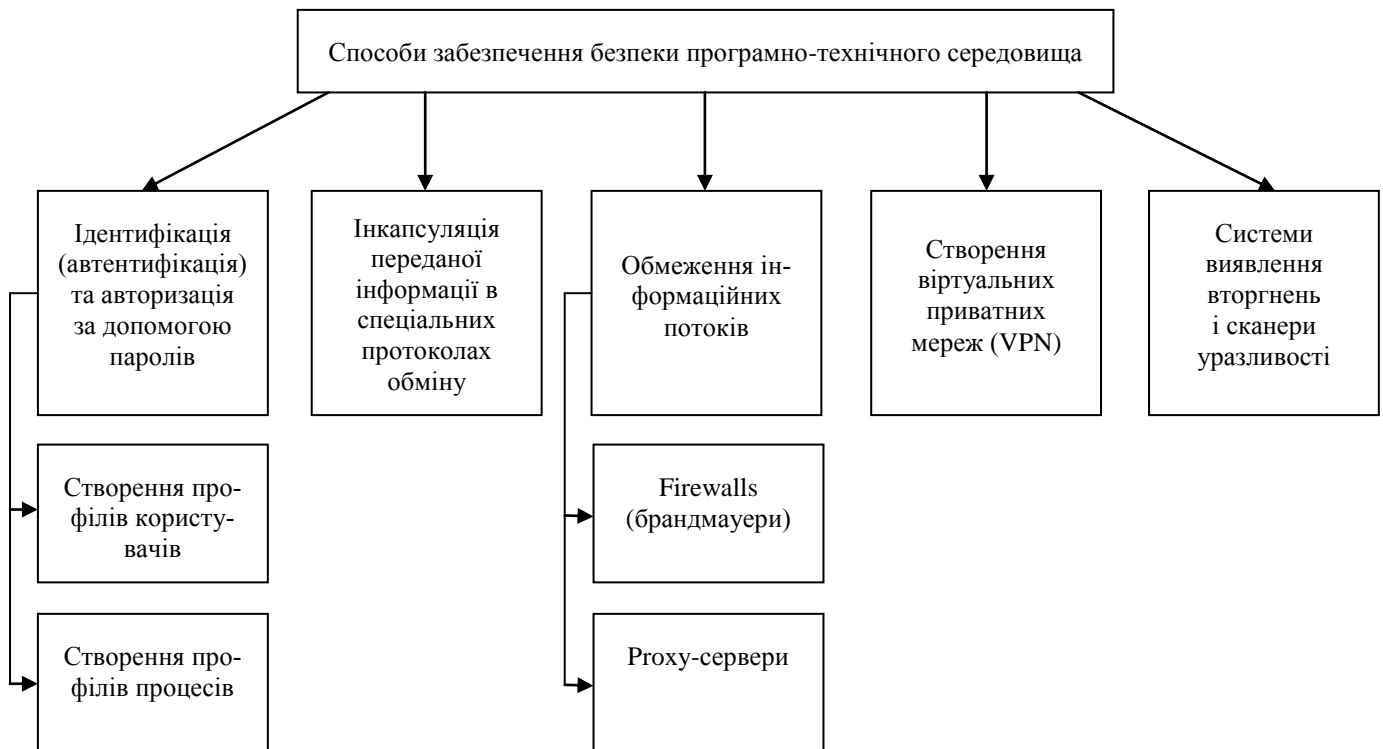 Способи забезпечення безпеки програмно-технічного середовища
Ідентифікація
(автентифікація)
та авторизація
за допомогою
паролів
Інкапсуляція
переданої
інформації в
спеціальних
протоколах
обміну
Обмеження ін-
формаційних
потоків
Створення
віртуальних
приватних
мереж (VPN)
Системи
виявлення
вторгнень
і сканери
уразливості
Створення про-
філів користу-
вачів
Firewalls
(брандмауери)
Створення про-
філів процесів
Proxy-сервери